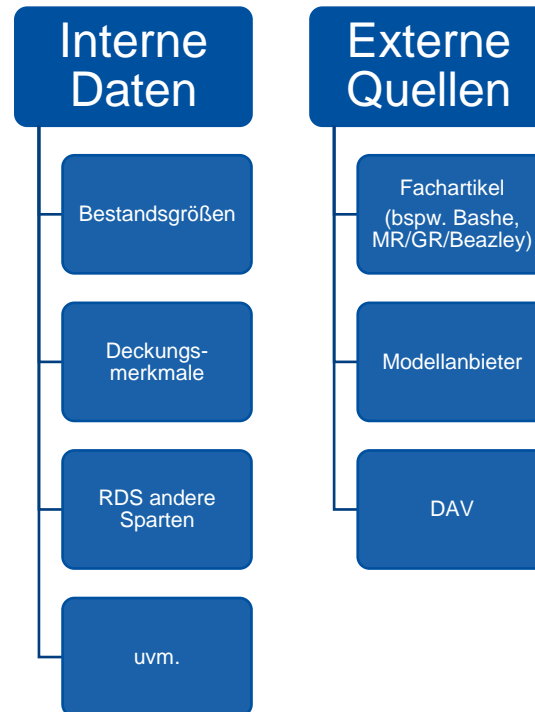 Interne
Daten
Bestandsgrößen
Deckungs-
merkmale
RDS andere
Sparten
uvm.
Externe
Quellen
Fachartikel
(bspw. Bashe,
MR/GR/Beazley)
Modellanbieter
DAV